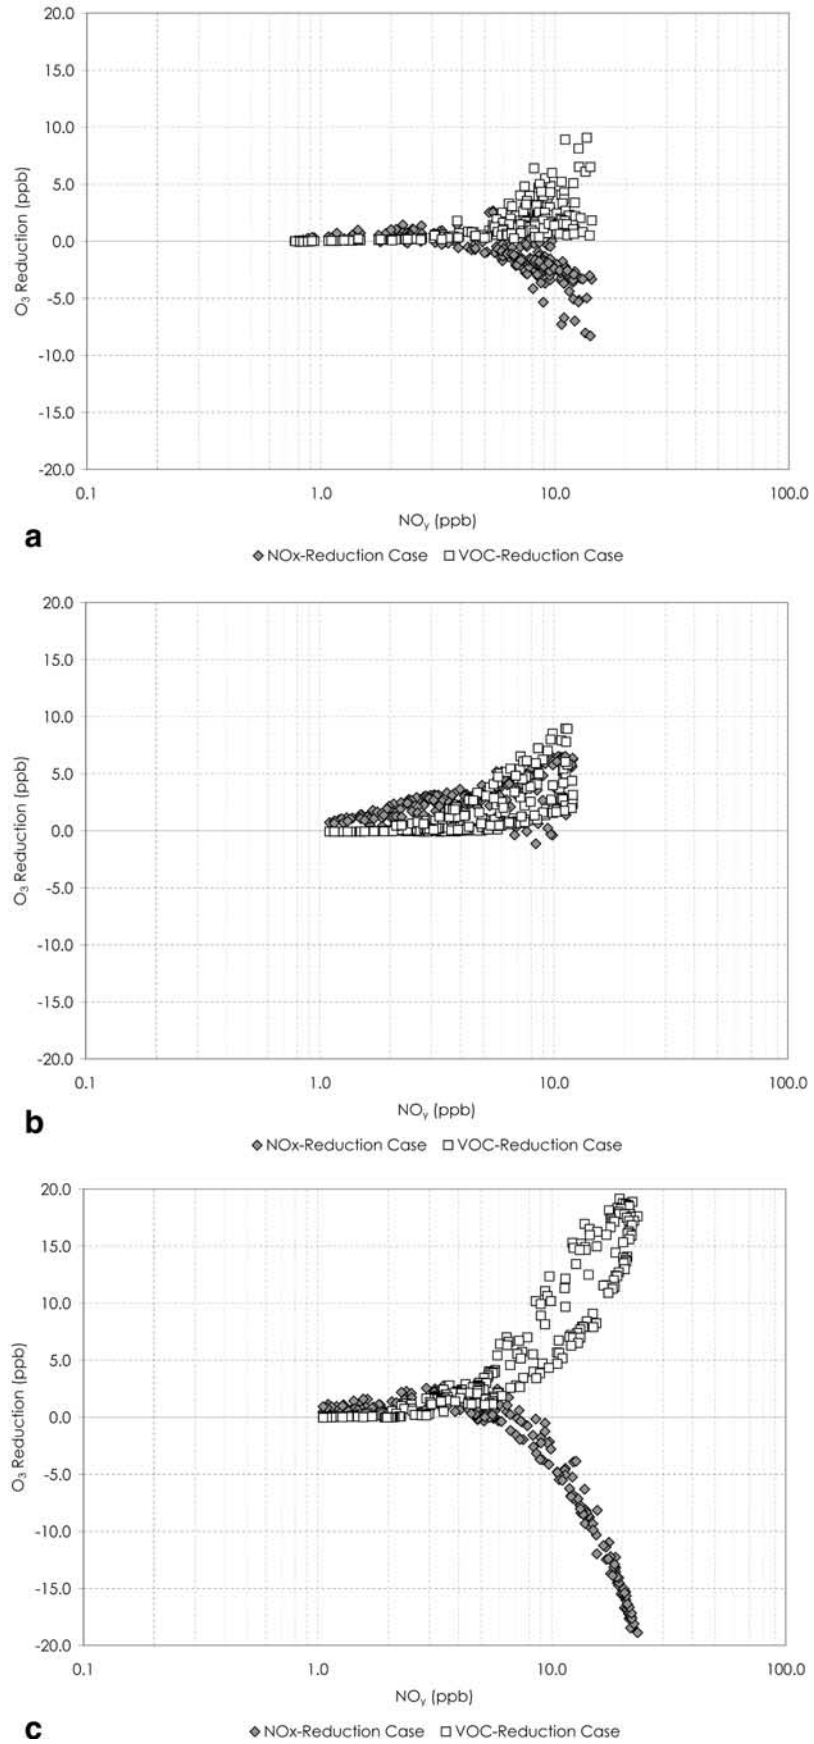 20.0
15.0
10.0
5.0
0.0
-5.0
-10.0
-15.0
-20.0
O3 Reduction (ppb)
0.1 1.0 10.0 100.0
NOy (ppb)
a
NOx-Reduction Case VOC-Reduction Case
20.0
15.0
10.0
5.0
0.0
-5.0
-10.0
-15.0
-20.0
O3 Reduction (ppb)
0.1 1.0 10.0 100.0
NOy (ppb)
b
NOx-Reduction Case VOC-Reduction Case
20.0
15.0
10.0
5.0
0.0
-5.0
-10.0
-15.0
-20.0
O3 Reduction (ppb)
0.1 1.0 10.0 100.0
NOy (ppb)
c
NOx-Reduction Case VOC-Reduction Case